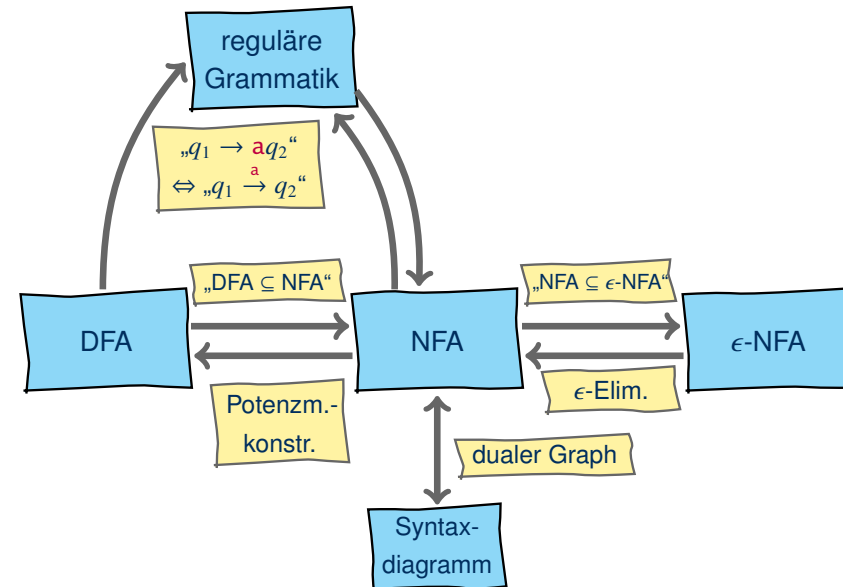 reguläre
Grammatik
„q₁ → aq₂“
⇔ „q₁ →ᵃ q₂“
„DFA ⊆ NFA“
„NFA ⊆ ϵ-NFA“
DFA
NFA
ϵ-NFA
Potenzm.-
konstr.
ϵ-Elim.
dualer Graph
Syntax-
diagramm